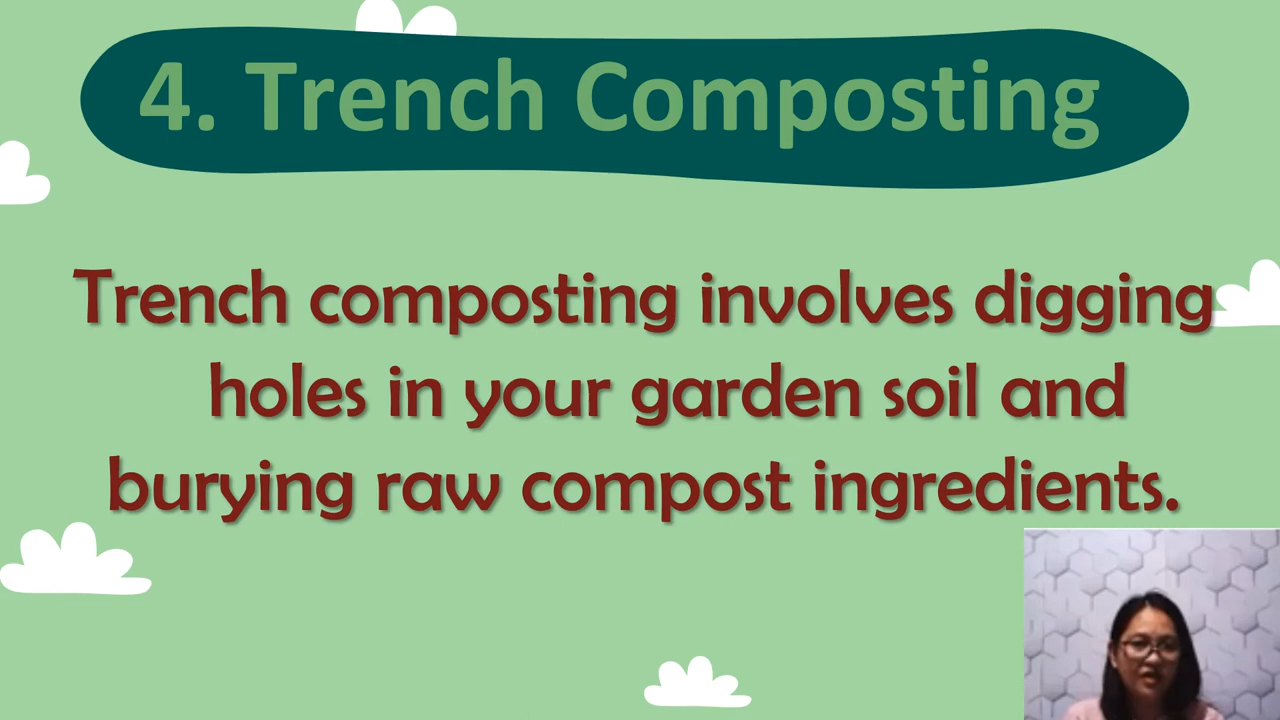 4. Trench Composting
Trench composting involves digging
holes in your garden soil and
burying raw compost ingredients.